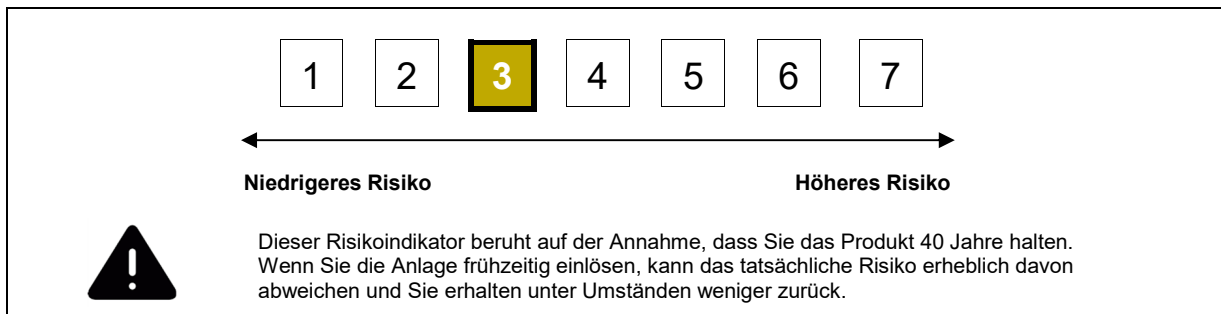 1 2 3 4 5 6 7
Niedrigeres Risiko Höheres Risiko
Dieser Risikoindikator beruht auf der Annahme, dass Sie das Produkt 40 Jahre halten.
Wenn Sie die Anlage frühzeitig einlösen, kann das tatsächliche Risiko erheblich davon
abweichen und Sie erhalten unter Umständen weniger zurück.